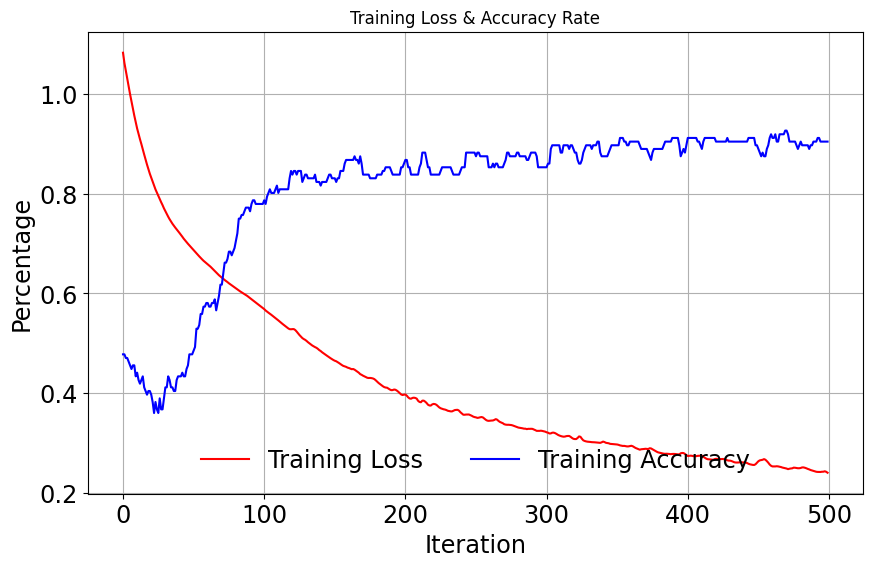 Training Loss & Accuracy Rate
Percentage
1.0
0.8
0.6
0.4
0.2
Training Loss
Training Accuracy
0 100 200 300 400 500
Iteration